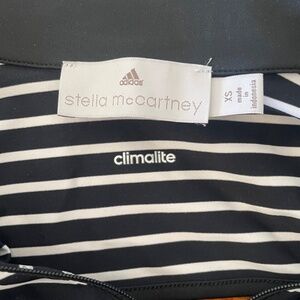 adidas
stella mccartney
XS
made
in
indonesia
climalite